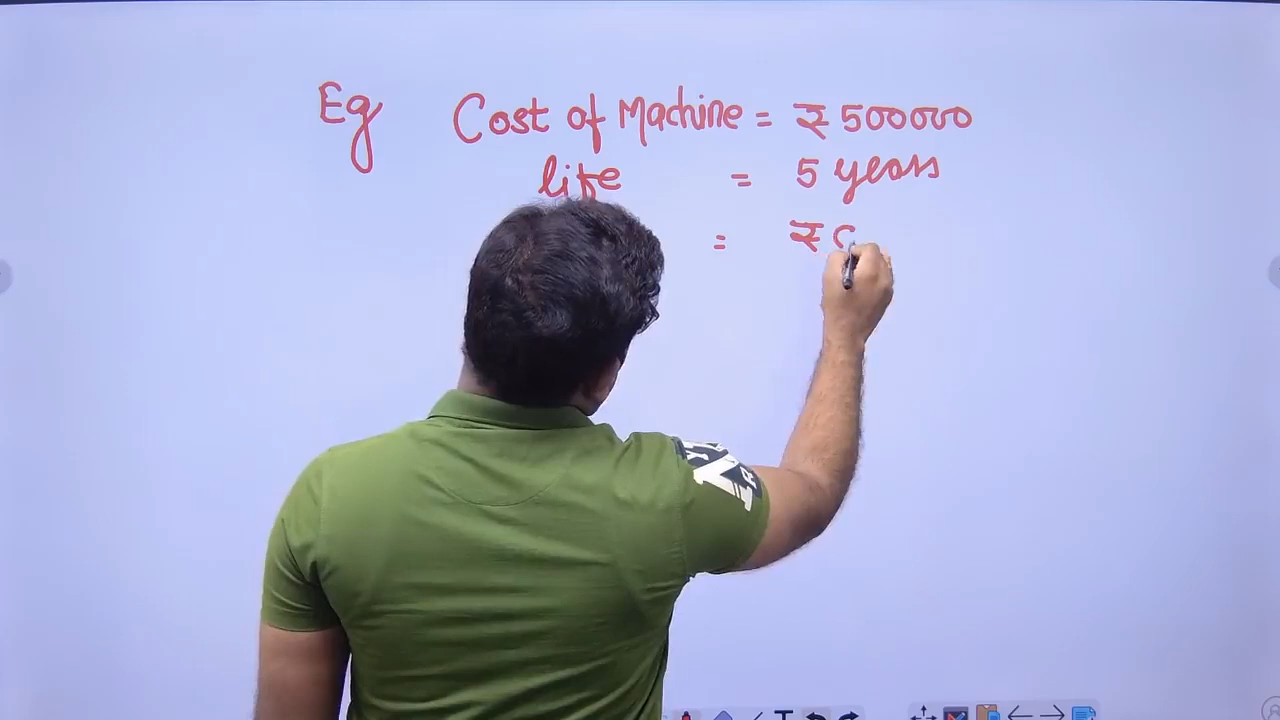 Eg Cost of Machine = ₹ 500000
life = 5 years
= ₹